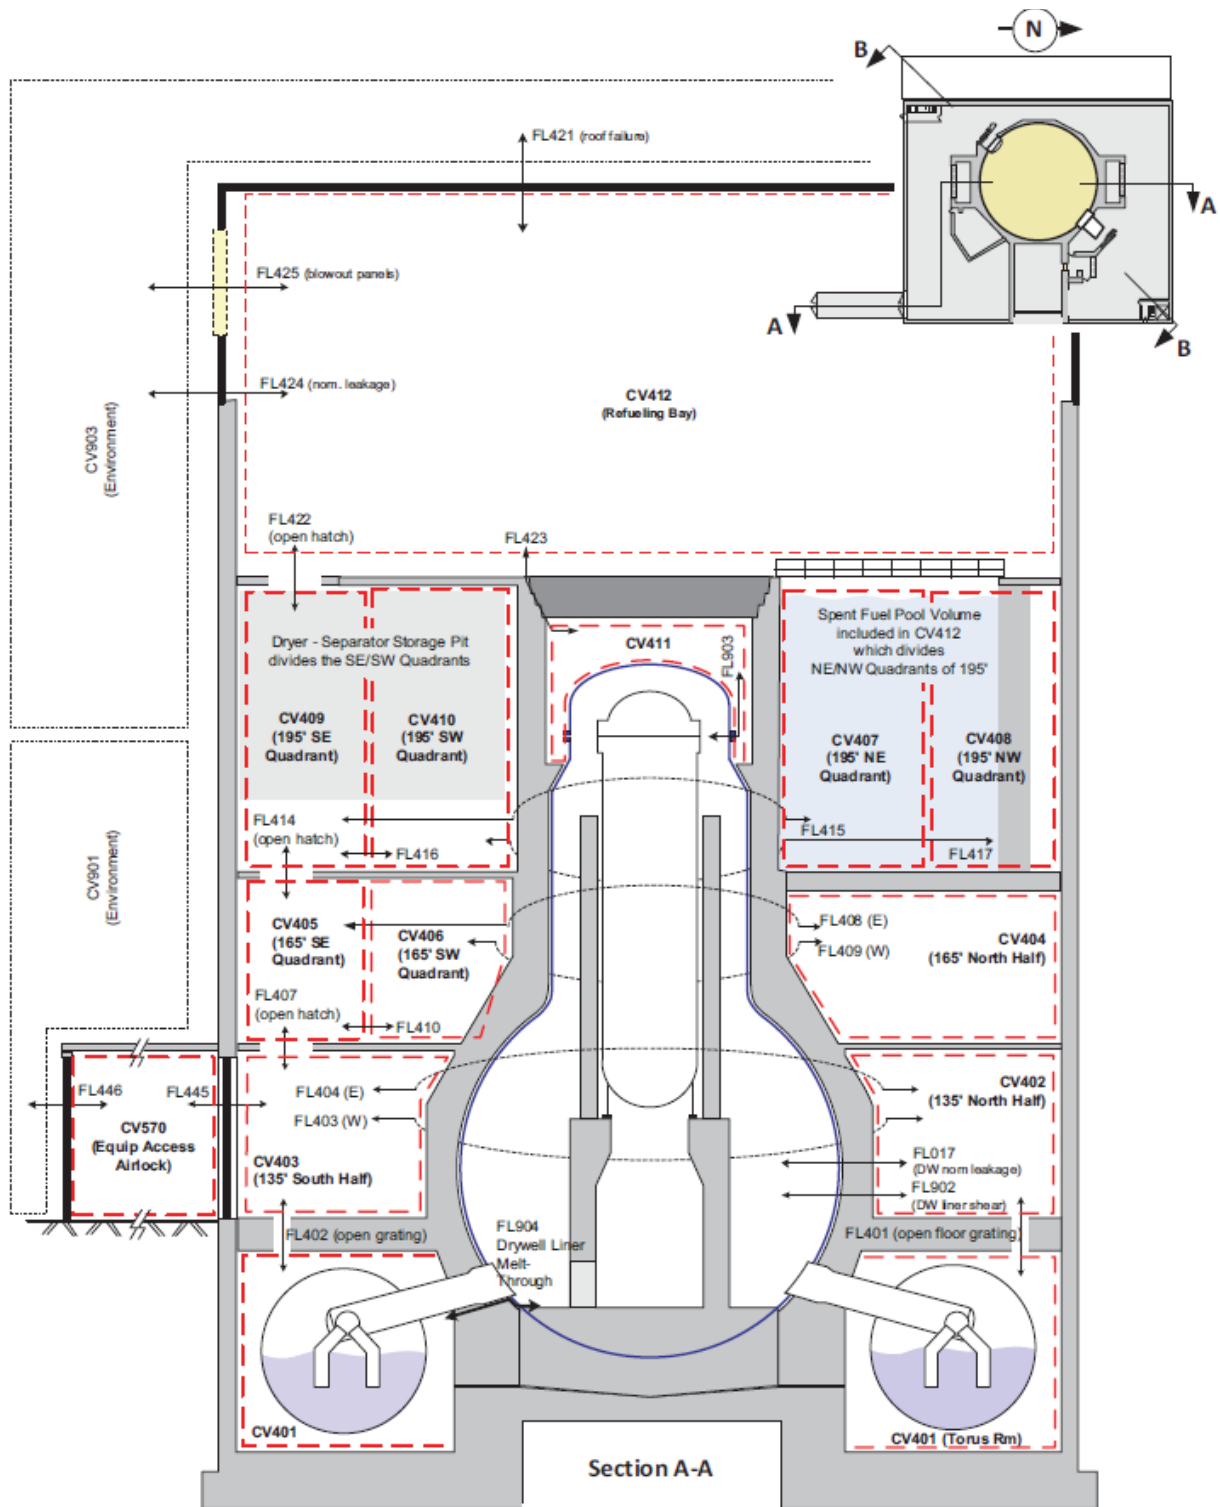 N
B
A
A
B
FL421 (roof failure)
FL425 (blowout panels)
FL424 (nom. leakage)
CV412
(Refueling Bay)
CV903
(Environment)
FL422
(open hatch)
FL423
Dryer - Separator Storage Pit
divides the SE/SW Quadrants
CV411
FL903
Spent Fuel Pool Volume
included in CV412
which divides
NE/NW Quadrants of 195'
CV409
(195' SE
Quadrant)
CV410
(195' SW
Quadrant)
CV407
(195' NE
Quadrant)
CV408
(195' NW
Quadrant)
FL414
(open hatch)
FL416
FL415
FL417
CV901
(Environment)
CV405
(165' SE
Quadrant)
CV406
(165' SW
Quadrant)
FL408 (E)
FL409 (W)
CV404
(165' North Half)
FL407
(open hatch)
FL410
FL446
FL445
CV570
(Equip Access
Airlock)
FL404 (E)
FL403 (W)
CV403
(135' South Half)
CV402
(135' North Half)
FL017
(DW nom leakage)
FL902
(DW liner shear)
FL402 (open grating)
FL904
Drywell Liner
Melt-
Through
FL401 (open floor grating)
CV401
CV401 (Torus Rm)
Section A-A